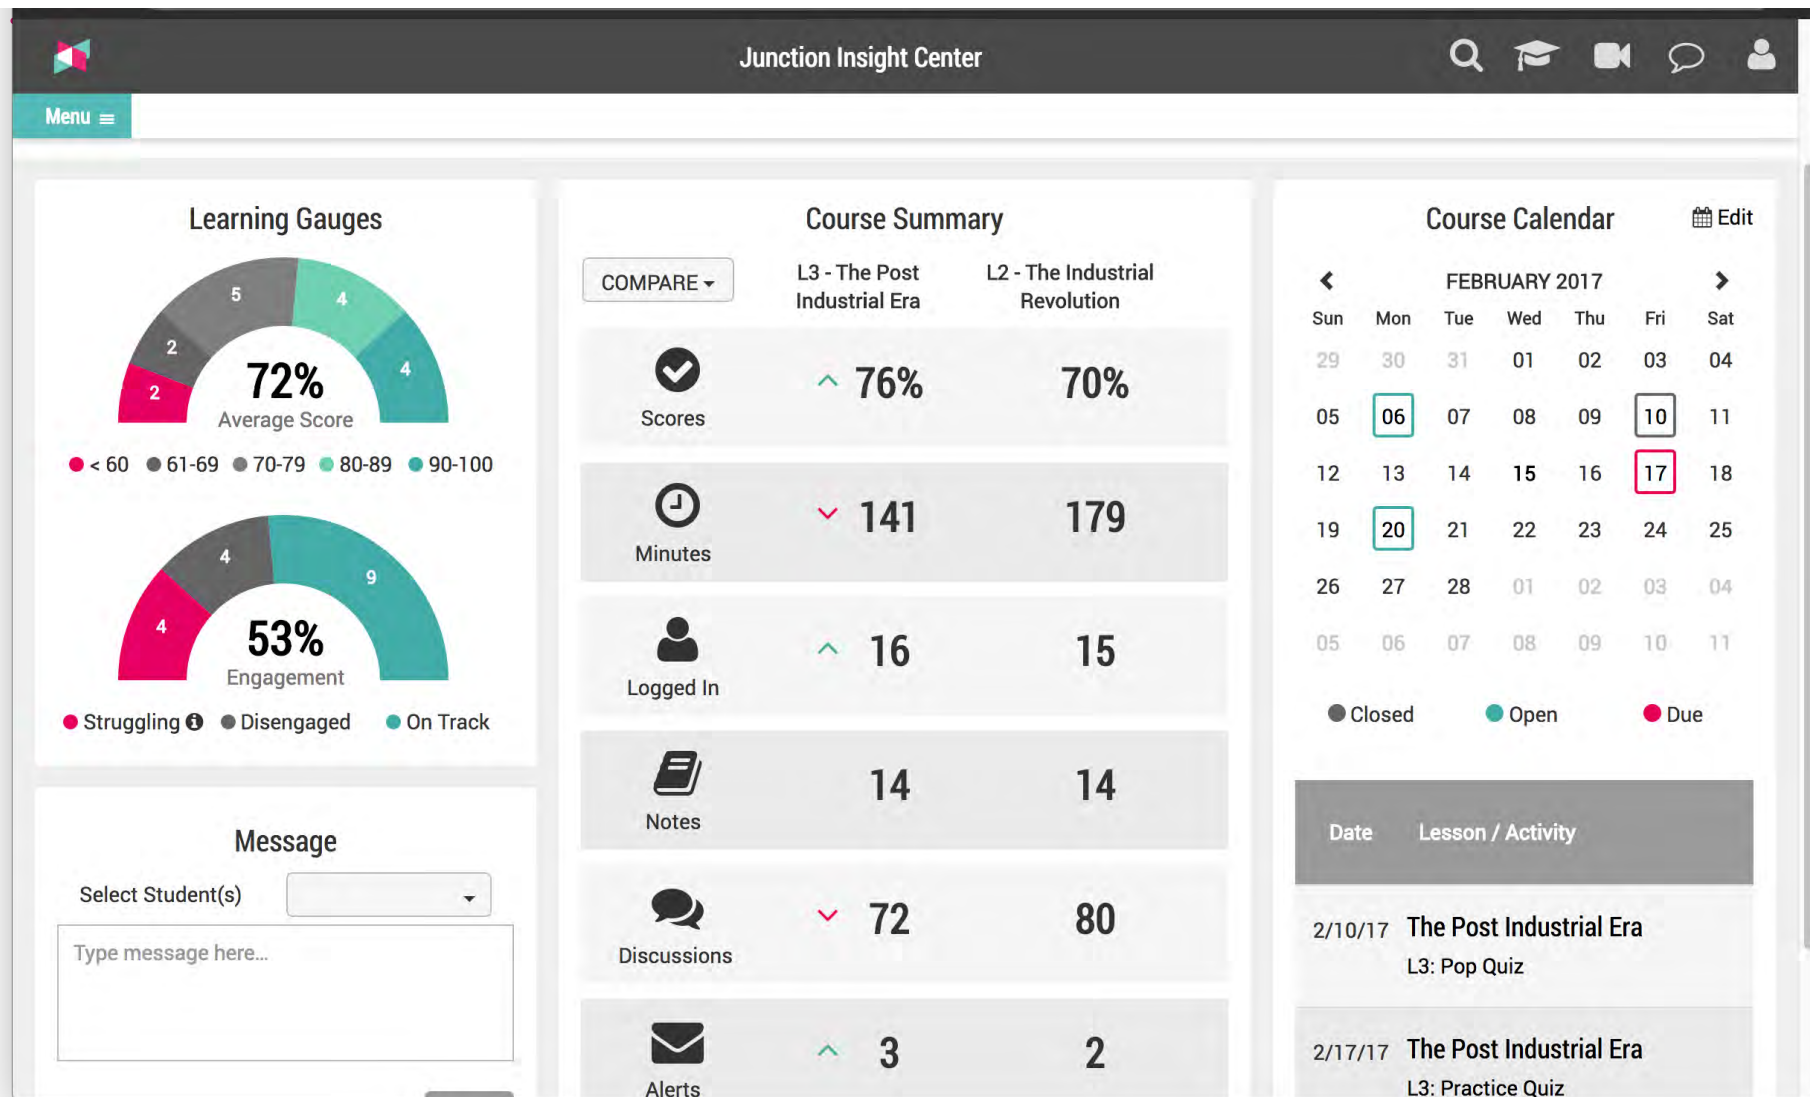 Junction Insight Center
Menu
Learning Gauges
5
4
2
4
2
72%
Average Score
< 60 61-69 70-79 80-89 90-100
4
9
4
53%
Engagement
Struggling Disengaged On Track
Message
Select Student(s)
Type message here...
Course Summary
COMPARE
L3 - The Post
Industrial Era
L2 - The Industrial
Revolution
Scores 76% 70%
Minutes 141 179
Logged In 16 15
Notes 14 14
Discussions 72 80
Alerts 3 2
Course Calendar
Edit
FEBRUARY 2017
Sun Mon Tue Wed Thu Fri Sat
29 30 31 01 02 03 04
05 06 07 08 09 10 11
12 13 14 15 16 17 18
19 20 21 22 23 24 25
26 27 28 01 02 03 04
05 06 07 08 09 10 11
Closed Open Due
Date Lesson / Activity
2/10/17 The Post Industrial Era
L3: Pop Quiz
2/17/17 The Post Industrial Era
L3: Practice Quiz